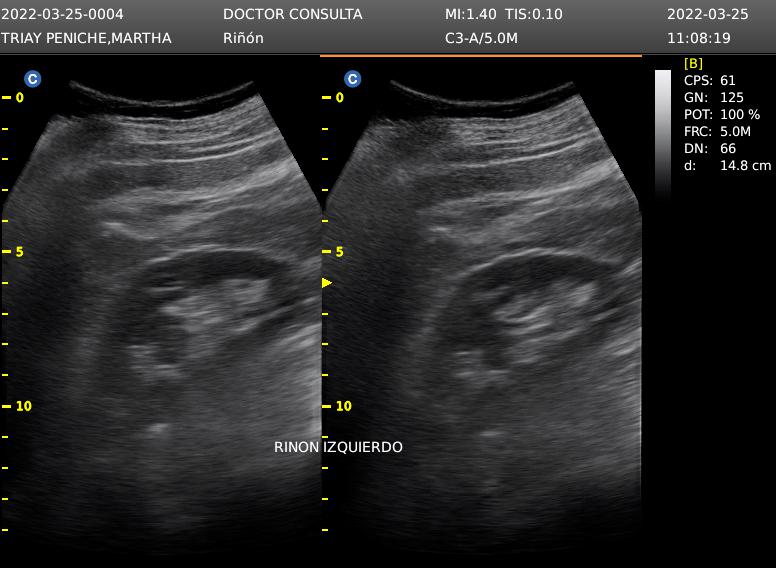 2022-03-25-0004 DOCTOR CONSULTA MI:1.40 TIS:0.10 2022-03-25
TRIAY PENICHE,MARTHA Riñón C3-A/5.0M 11:08:19
C C
[B]
CPS: 61
GN: 125
POT: 100 %
FRC: 5.0M
DN: 66
d: 14.8 cm
0 0
5 5
10 10
RINON IZQUIERDO